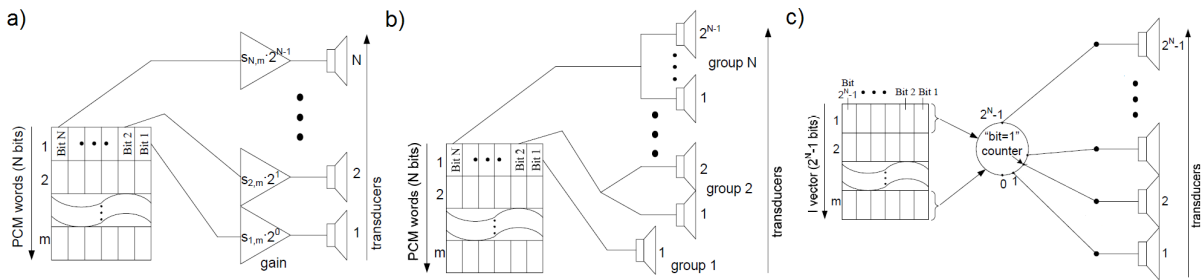 a)
s_{N,m}·2^{N-1}
N
PCM words (N bits)
1
Bit N
Bit 2
Bit 1
2
m
s_{2,m}·2^1
2
s_{1,m}·2^0
1
gain
transducers
b)
2^{N-1}
group N
1
PCM words (N bits)
1
Bit N
Bit 2
Bit 1
2
m
2
group 2
1
1
group 1
transducers
c)
2^N-1
I vector (2^N-1 bits)
Bit
2^N-1
Bit 2
Bit 1
1
2
m
2^N-1
"bit=1"
counter
0
1
2
1
transducers